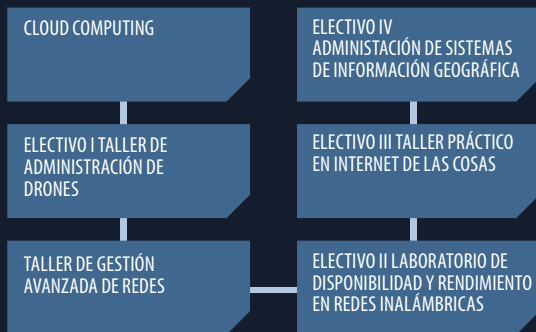 CLOUD COMPUTING
ELECTIVO I TALLER DE
ADMINISTRACIÓN DE
DRONES
TALLER DE GESTIÓN
AVANZADA DE REDES
ELECTIVO II LABORATORIO DE
DISPONIBILIDAD Y RENDIMIENTO
EN REDES INALÁMBRICAS
ELECTIVO III TALLER PRÁCTICO
EN INTERNET DE LAS COSAS
ELECTIVO IV
ADMINISTACIÓN DE SISTEMAS
DE INFORMACIÓN GEOGRÁFICA